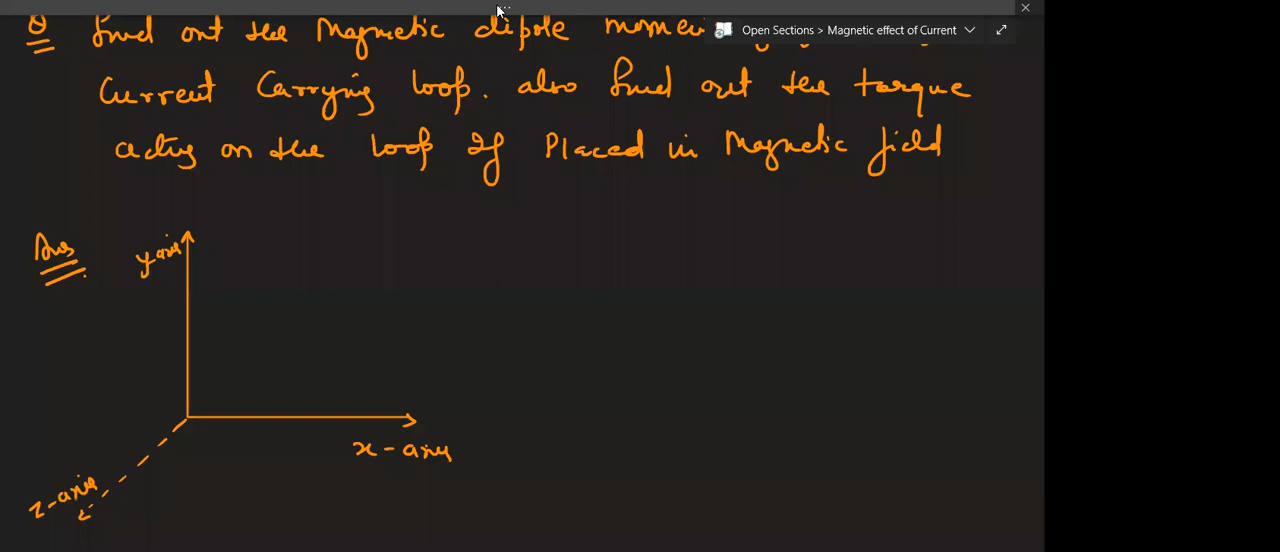 Q find out the Magnetic dipole
Open Sections > Magnetic effect of Current
Current Carrying loop. also find out the torque
acting on the loop If Placed in Magnetic field
Ans
y axis
x-axis
z-axis